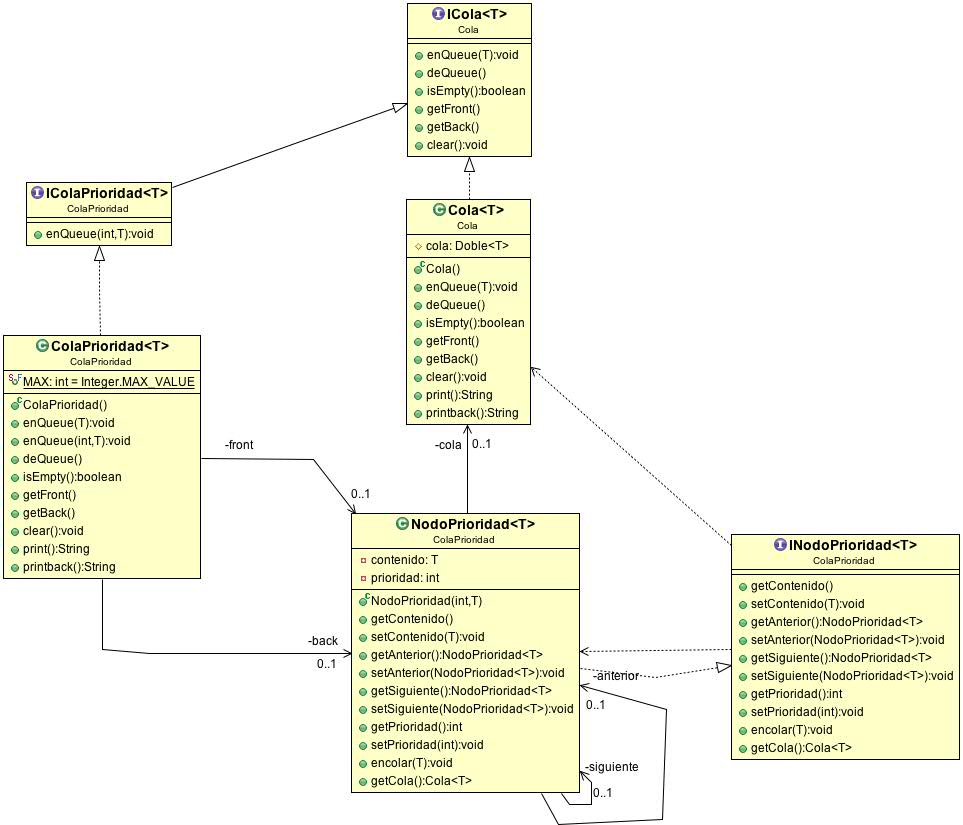 ICola<T>
Cola
enQueue(T):void
deQueue()
isEmpty():boolean
getFront()
getBack()
clear():void
IColaPrioridad<T>
ColaPrioridad
enQueue(int,T):void
Cola<T>
Cola
cola: Doble<T>
Cola()
enQueue(T):void
deQueue()
isEmpty():boolean
getFront()
getBack()
clear():void
print():String
printback():String
ColaPrioridad<T>
ColaPrioridad
MAX: int = Integer.MAX_VALUE
ColaPrioridad()
enQueue(T):void
enQueue(int,T):void
deQueue()
isEmpty():boolean
getFront()
getBack()
clear():void
print():String
printback():String
-front
0..1
-cola
0..1
-back
0..1
NodoPrioridad<T>
ColaPrioridad
contenido: T
prioridad: int
NodoPrioridad(int,T)
getContenido()
setContenido(T):void
getAnterior():NodoPrioridad<T>
setAnterior(NodoPrioridad<T>):void
getSiguiente():NodoPrioridad<T>
setSiguiente(NodoPrioridad<T>):void
getPrioridad():int
setPrioridad(int):void
encolar(T):void
getCola():Cola<T>
-anterior
0..1
-siguiente
0..1
INodoPrioridad<T>
ColaPrioridad
getContenido()
setContenido(T):void
getAnterior():NodoPrioridad<T>
setAnterior(NodoPrioridad<T>):void
getSiguiente():NodoPrioridad<T>
setSiguiente(NodoPrioridad<T>):void
getPrioridad():int
setPrioridad(int):void
encolar(T):void
getCola():Cola<T>